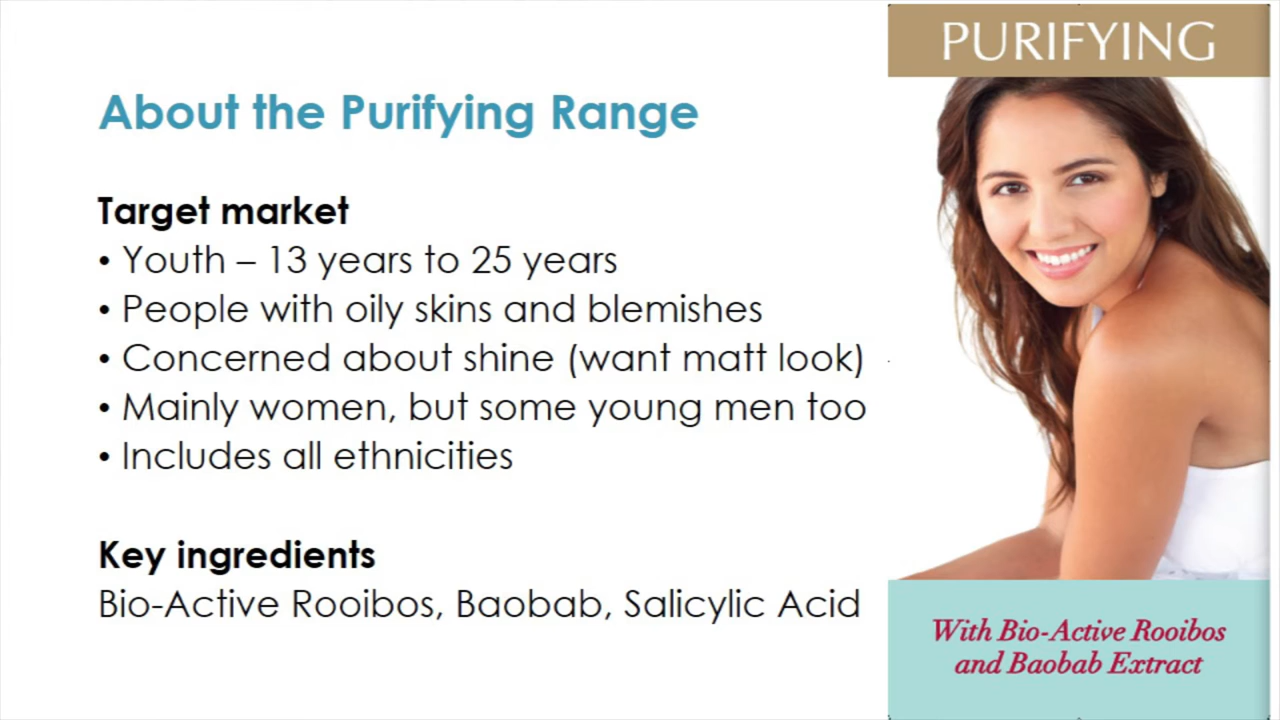 About the Purifying Range
Target market
• Youth – 13 years to 25 years
• People with oily skins and blemishes
• Concerned about shine (want matt look)
• Mainly women, but some young men too
• Includes all ethnicities
Key ingredients
Bio-Active Rooibos, Baobab, Salicylic Acid
PURIFYING
With Bio-Active Rooibos
and Baobab Extract